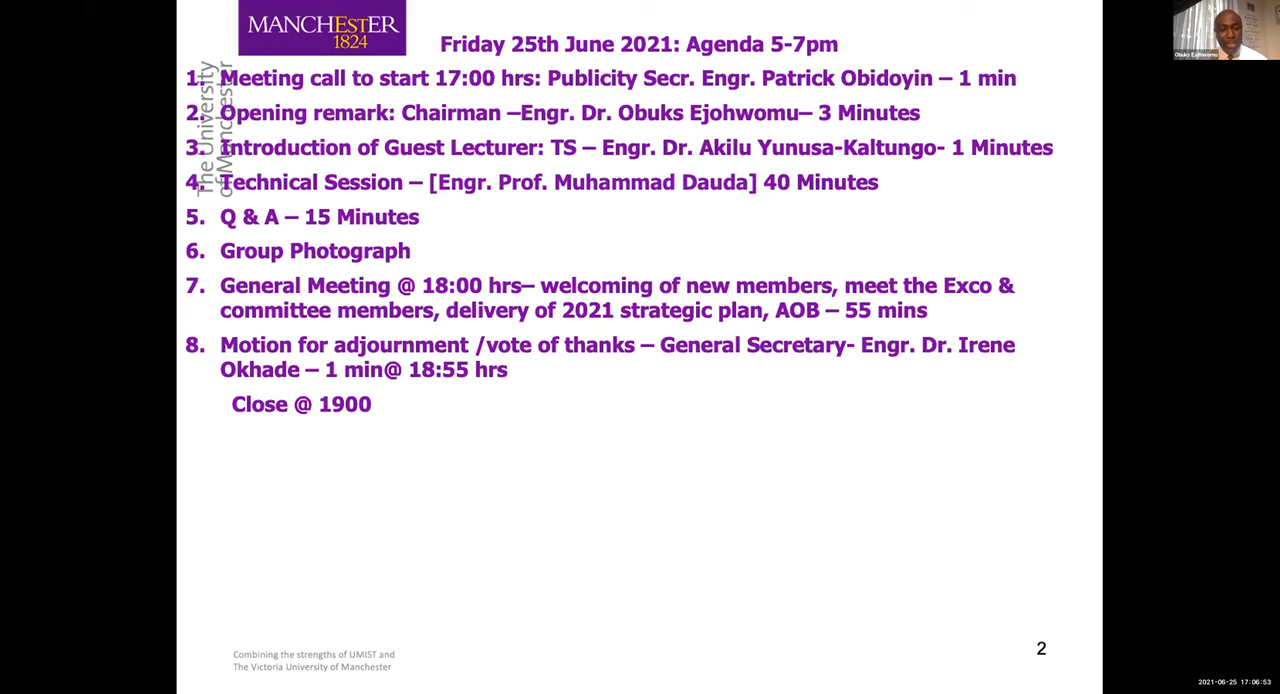 MANCHESTER
1824
The University
of Manchester
Friday 25th June 2021: Agenda 5-7pm
1. Meeting call to start 17:00 hrs: Publicity Secr. Engr. Patrick Obidoyin – 1 min
2. Opening remark: Chairman –Engr. Dr. Obuks Ejohwomu– 3 Minutes
3. Introduction of Guest Lecturer: TS – Engr. Dr. Akilu Yunusa-Kaltungo- 1 Minutes
4. Technical Session – [Engr. Prof. Muhammad Dauda] 40 Minutes
5. Q & A – 15 Minutes
6. Group Photograph
7. General Meeting @ 18:00 hrs– welcoming of new members, meet the Exco &
committee members, delivery of 2021 strategic plan, AOB – 55 mins
8. Motion for adjournment /vote of thanks – General Secretary- Engr. Dr. Irene
Okhade – 1 min@ 18:55 hrs
Close @ 1900
Combining the strengths of UMIST and
The Victoria University of Manchester
2
Obuks Ejohwomu
2021-06-25 17:06:53